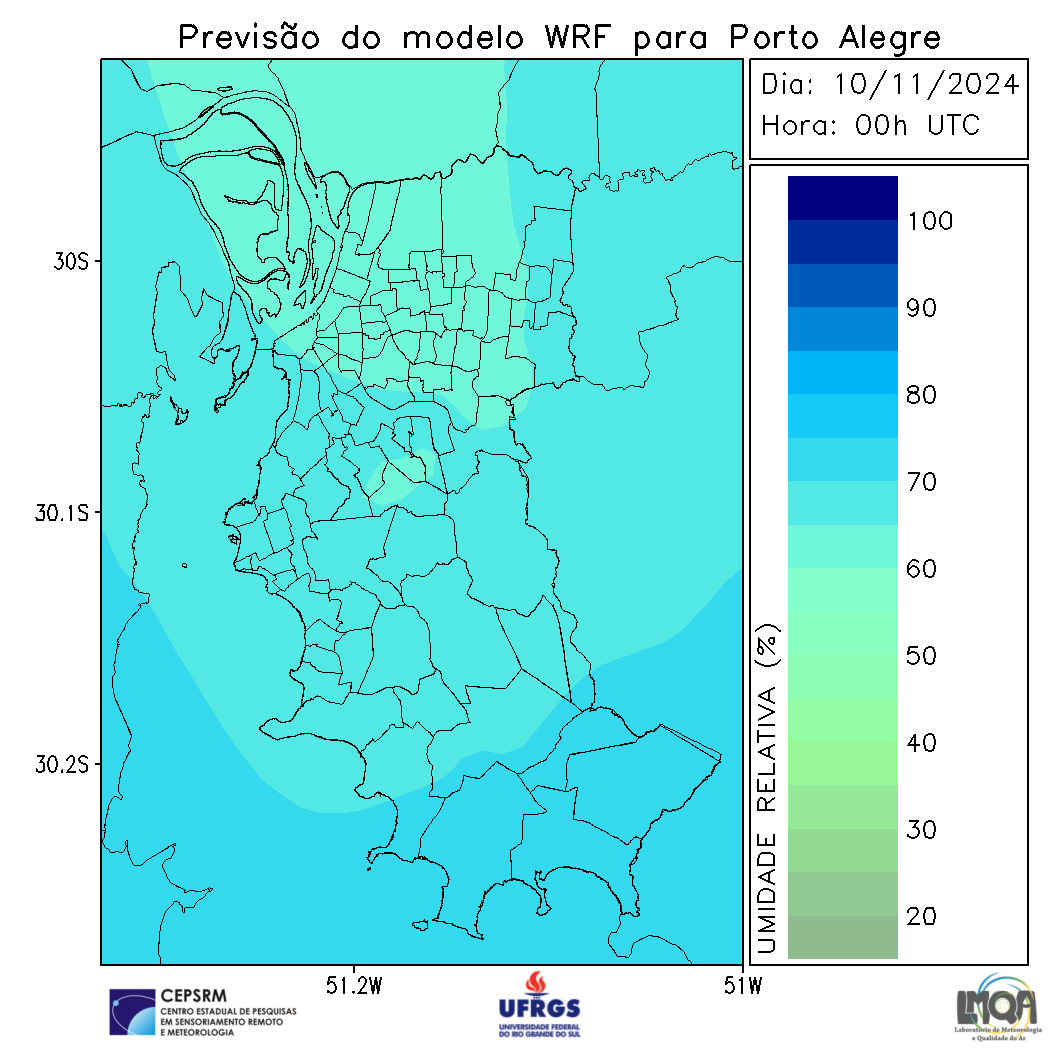 Previsão do modelo WRF para Porto Alegre
Dia: 10/11/2024
Hora: 00h UTC
30S
30.1S
30.2S
51.2W
51W
UMIDADE RELATIVA (%)
100
90
80
70
60
50
40
30
20
CEPSRM
CENTRO ESTADUAL DE PESQUISAS
EM SENSORIAMENTO REMOTO
E METEOROLOGIA
UFRGS
UNIVERSIDADE FEDERAL
DO RIO GRANDE DO SUL
LMQA
Laboratório de Meteorologia
e Qualidade do Ar